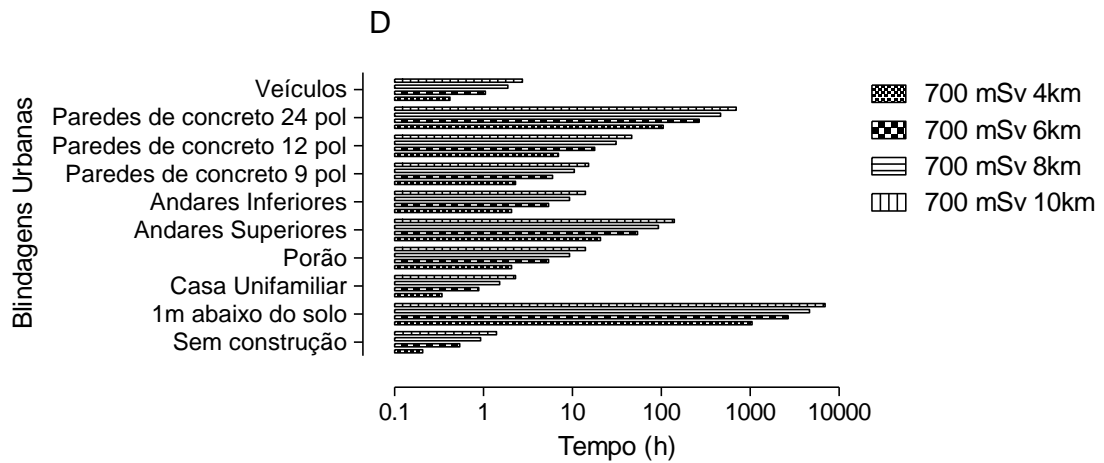 D
Blindagens Urbanas
Veículos
Paredes de concreto 24 pol
Paredes de concreto 12 pol
Paredes de concreto 9 pol
Andares Inferiores
Andares Superiores
Porão
Casa Unifamiliar
1m abaixo do solo
Sem construção
0.1 1 10 100 1000 10000
Tempo (h)
700 mSv 4km
700 mSv 6km
700 mSv 8km
700 mSv 10km